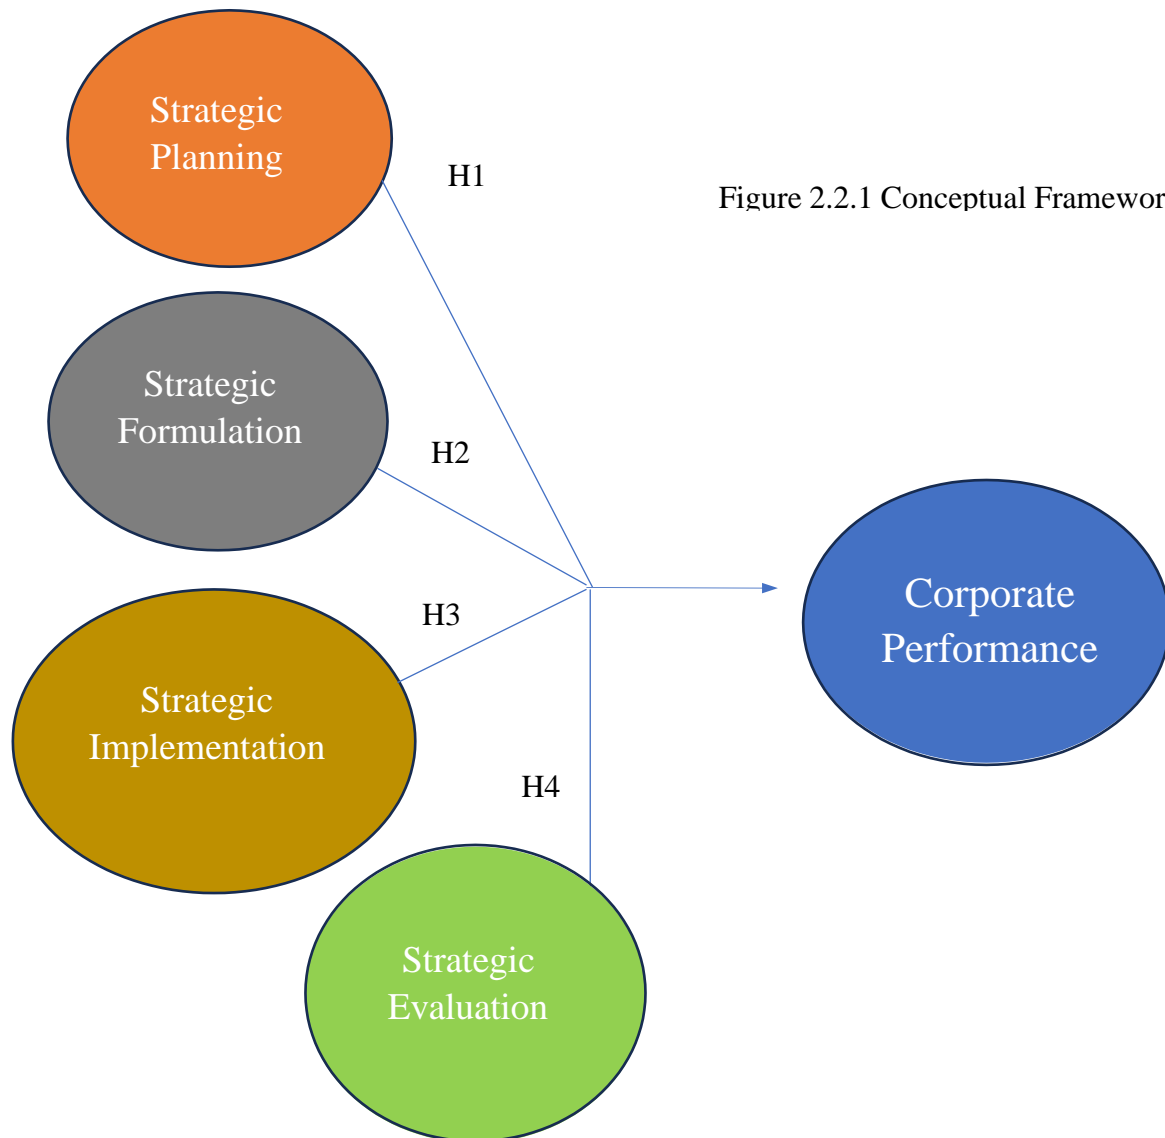 Strategic
Planning
H1
Figure 2.2.1 Conceptual Framewor
Strategic
Formulation
H2
Strategic
Implementation
H3
Corporate
Performance
H4
Strategic
Evaluation